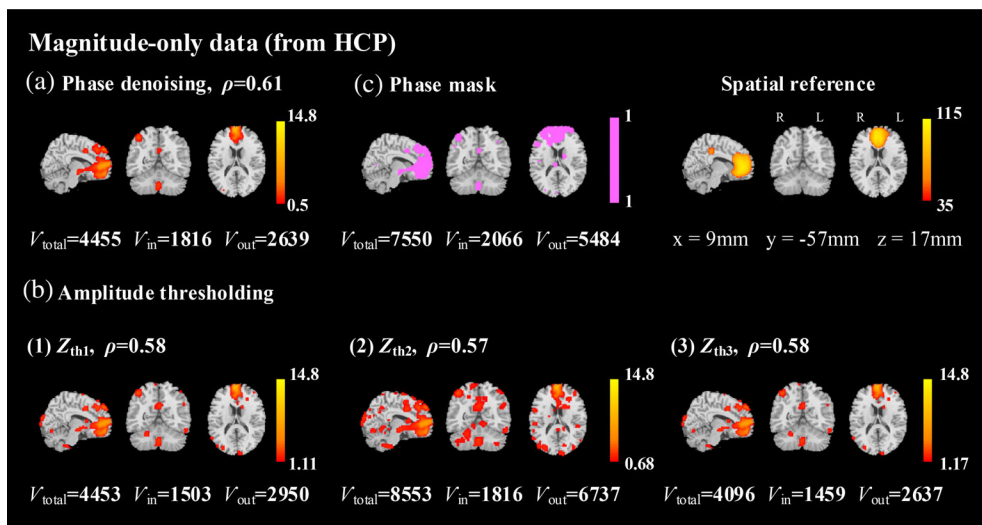 Magnitude-only data (from HCP)
(a) Phase denoising, ρ=0.61
(c) Phase mask
Spatial reference
R L R L
14.8
0.5
1
1
115
35
Vtotal=4455 Vin=1816 Vout=2639
Vtotal=7550 Vin=2066 Vout=5484
x = 9mm y = -57mm z = 17mm
(b) Amplitude thresholding
(1) Zth1, ρ=0.58
(2) Zth2, ρ=0.57
(3) Zth3, ρ=0.58
14.8
1.11
14.8
0.68
14.8
1.17
Vtotal=4453 Vin=1503 Vout=2950
Vtotal=8553 Vin=1816 Vout=6737
Vtotal=4096 Vin=1459 Vout=2637